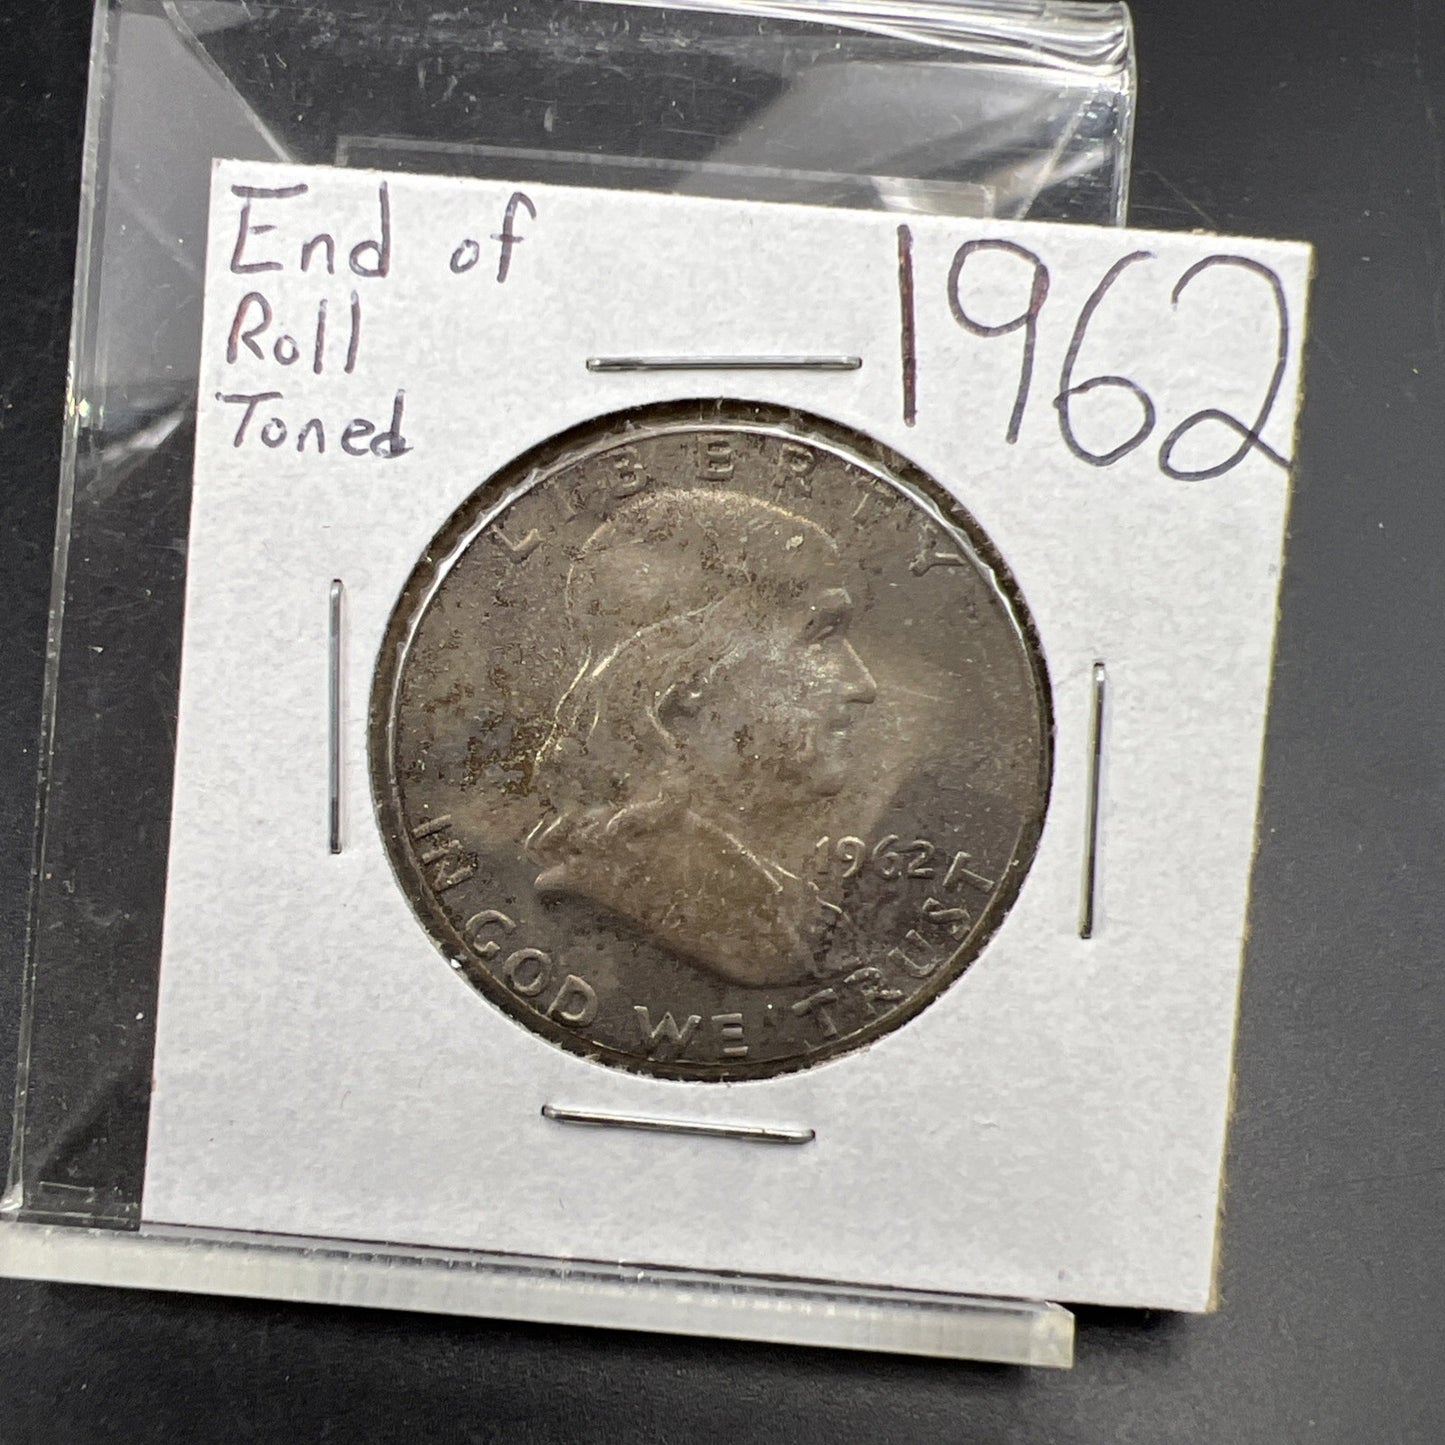 End of
Roll
Toned
1962
LIBERTY
1962
IN GOD WE TRUST